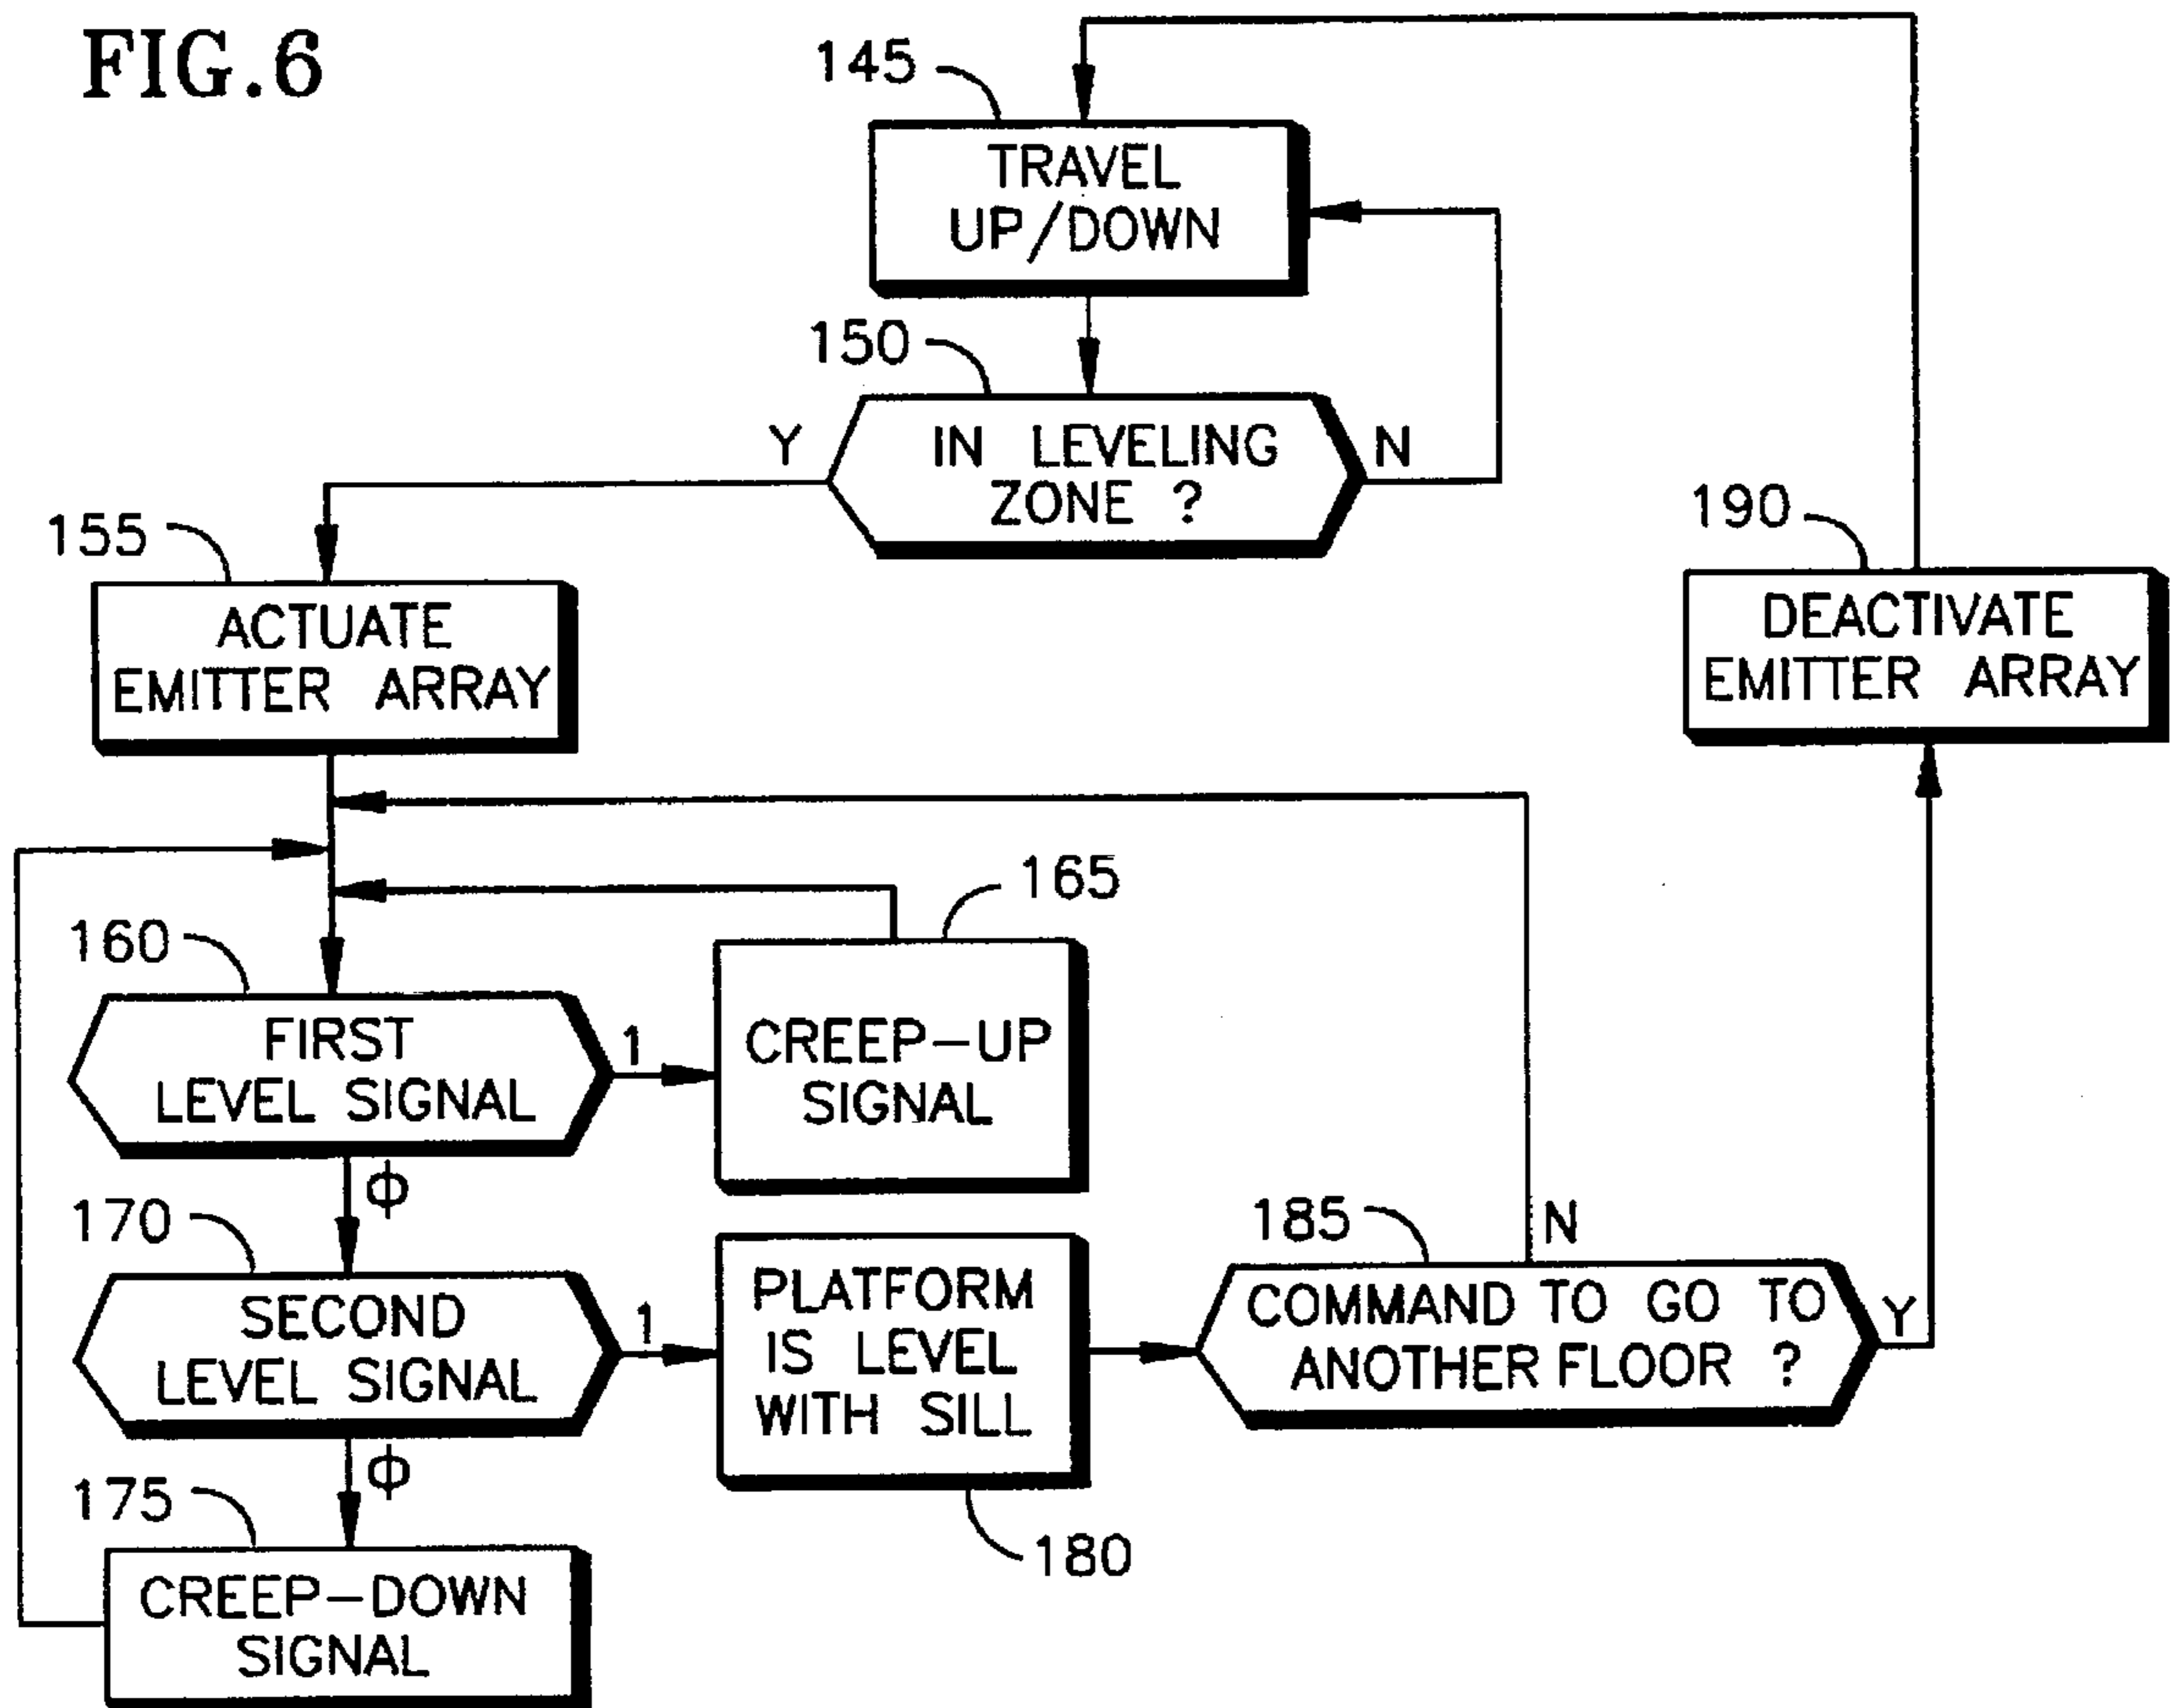 FIG.6
145
TRAVEL
UP/DOWN
150
Y
IN LEVELING
ZONE ?
N
155
ACTUATE
EMITTER ARRAY
190
DEACTIVATE
EMITTER ARRAY
160
FIRST
LEVEL SIGNAL
1
165
CREEP-UP
SIGNAL
Φ
170
SECOND
LEVEL SIGNAL
1
PLATFORM
IS LEVEL
WITH SILL
180
185
N
COMMAND TO GO TO
ANOTHER FLOOR ?
Y
Φ
175
CREEP-DOWN
SIGNAL